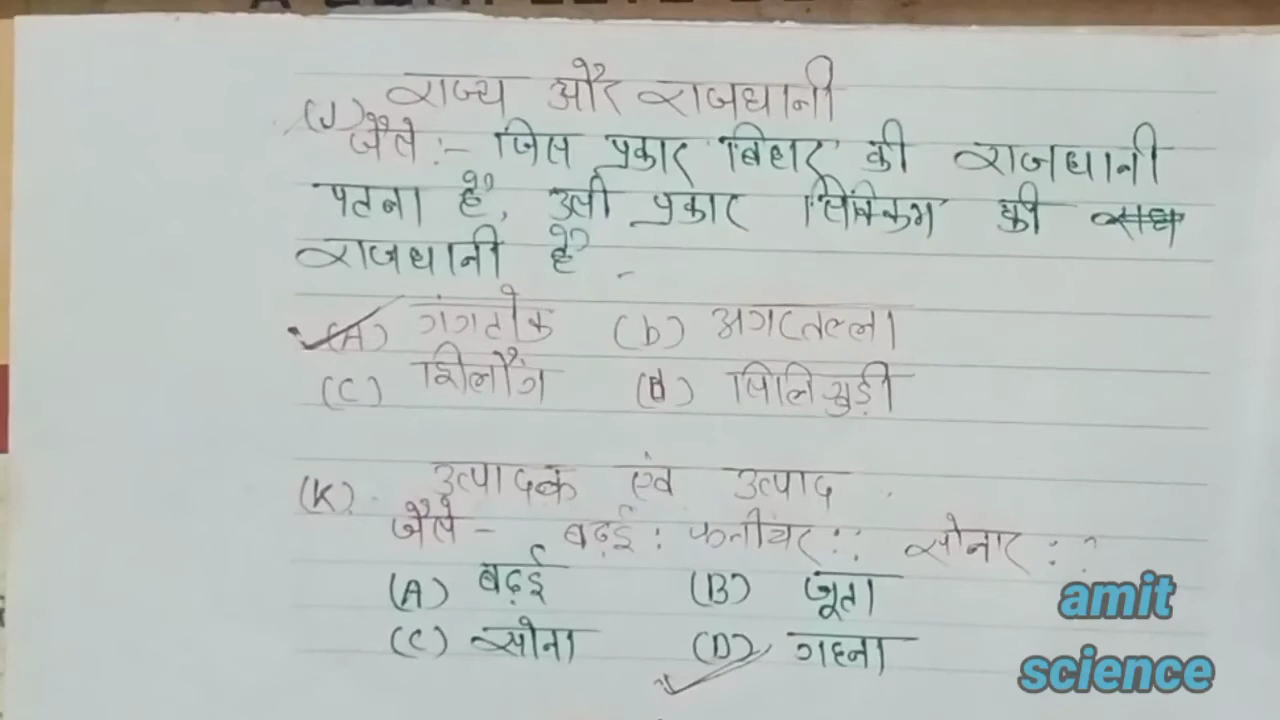 राज्य और राजधानी
(J) जैसे :- जिस प्रकार बिहार की राजधानी
पटना है, उसी प्रकार सिक्किम की
राजधानी है -
(A) गंगटोक (b) अगरतल्ला
(C) शिलौंग (d) सिलिगुड़ी
(K). उत्पादक एंव उत्पाद
जैसे - बढ़ई : फर्नीचर :: सोनार : ?
(A) बढ़ई (B) जूता
(C) सोना (D) गहना
amit
science